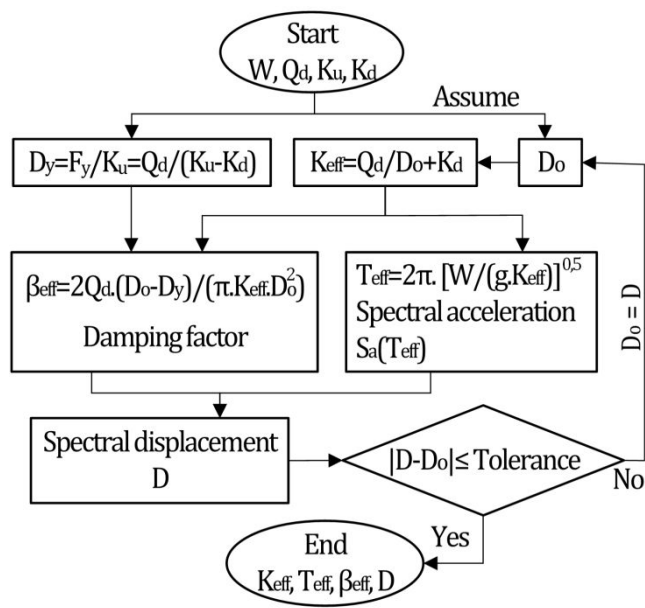 Start
W, Qd, Ku, Kd
Assume
Dy=Fy/Ku=Qd/(Ku-Kd)
Keff=Qd/Do+Kd
Do
βeff=2Qd.(Do-Dy)/(π.Keff.Do²)
Damping factor
Teff=2π. [W/(g.Keff)]^0,5
Spectral acceleration
Sa(Teff)
Do = D
Spectral displacement
D
|D-Do|≤ Tolerance
No
Yes
End
Keff, Teff, βeff, D